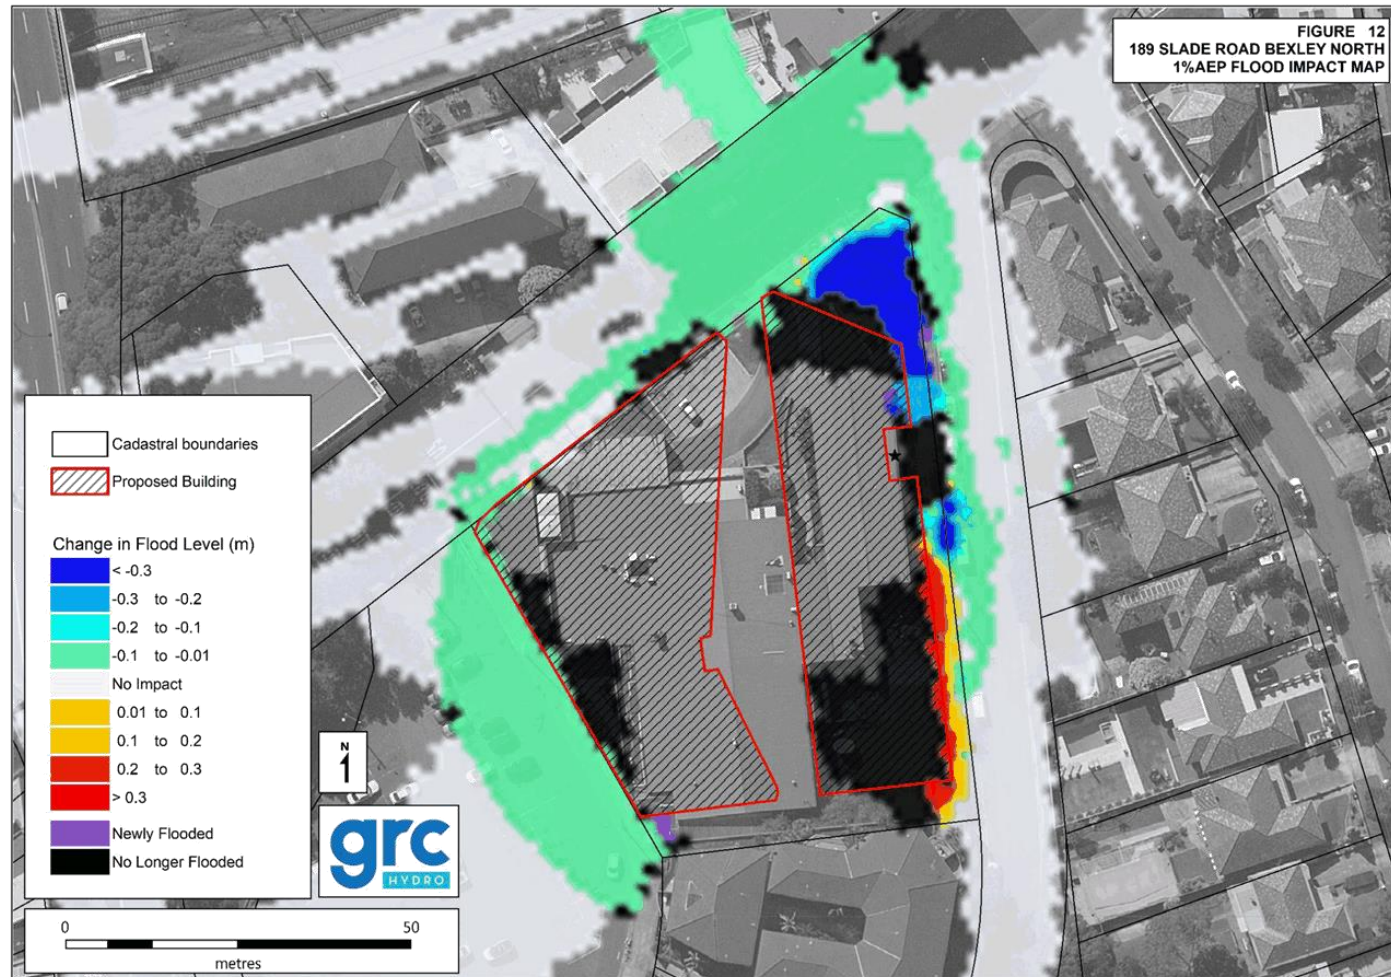 FIGURE 12
189 SLADE ROAD BEXLEY NORTH
1%AEP FLOOD IMPACT MAP
Cadastral boundaries
Proposed Building
Change in Flood Level (m)
< -0.3
-0.3 to -0.2
-0.2 to -0.1
-0.1 to -0.01
No Impact
0.01 to 0.1
0.1 to 0.2
0.2 to 0.3
> 0.3
Newly Flooded
No Longer Flooded
N
grc
HYDRO
0 50
metres